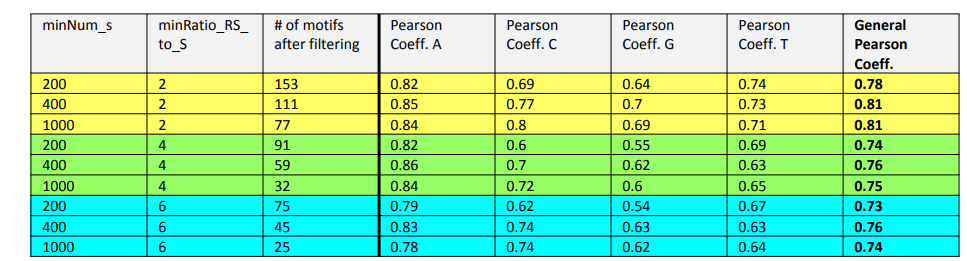 minNum_s minRatio_RS_ # of motifs Pearson Pearson Pearson Pearson General
to_S after filtering Coeff. A Coeff. C Coeff. G Coeff. T Pearson
Coeff.
200 2 153 0.82 0.69 0.64 0.74 0.78
400 2 111 0.85 0.77 0.7 0.73 0.81
1000 2 77 0.84 0.8 0.69 0.71 0.81
200 4 91 0.82 0.6 0.55 0.69 0.74
400 4 59 0.86 0.7 0.62 0.63 0.76
1000 4 32 0.84 0.72 0.6 0.65 0.75
200 6 75 0.79 0.62 0.54 0.67 0.73
400 6 45 0.83 0.74 0.63 0.63 0.76
1000 6 25 0.78 0.74 0.62 0.64 0.74